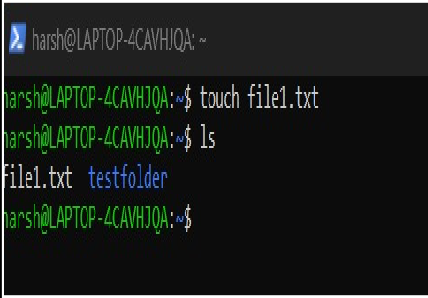 harsh@LAPTOP-4CAVHJQA: ~
harsh@LAPTOP-4CAVHJQA:~$ touch file1.txt
harsh@LAPTOP-4CAVHJQA:~$ ls
file1.txt testfolder
harsh@LAPTOP-4CAVHJQA:~$